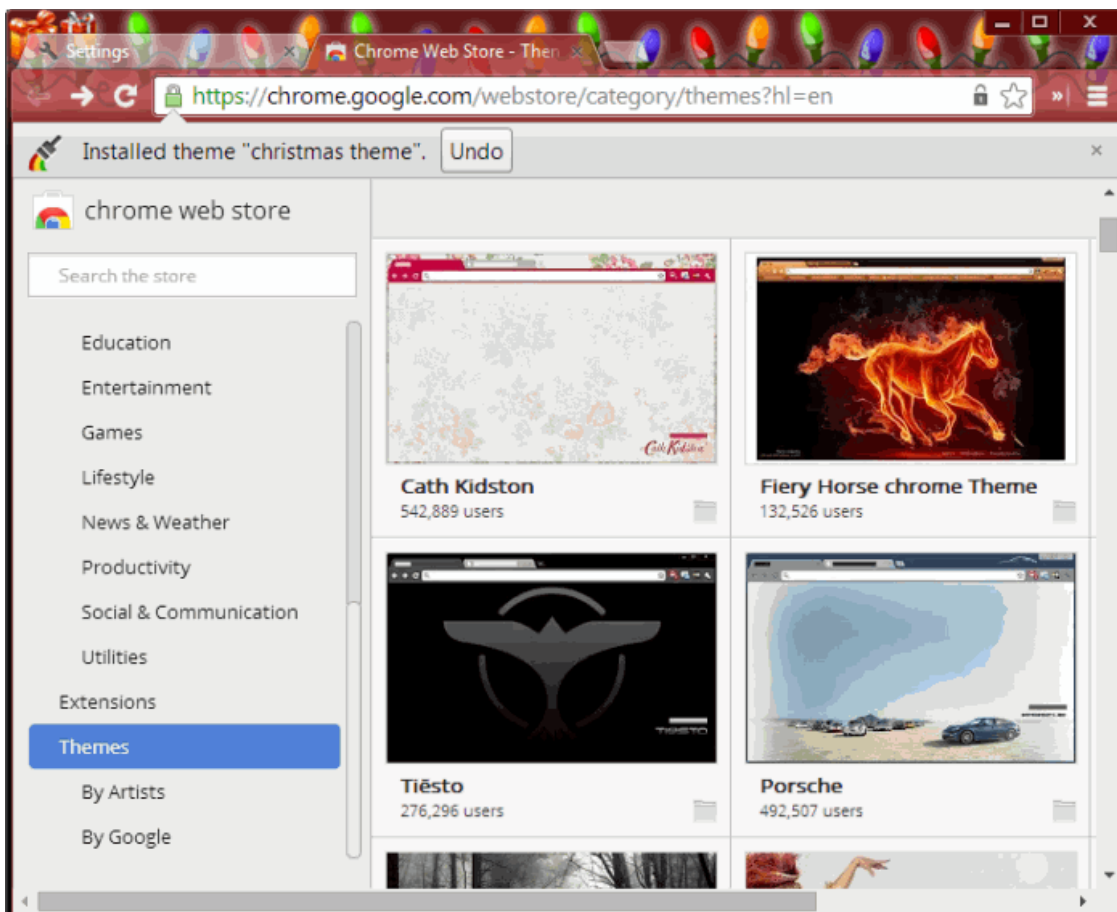 Settings
Chrome Web Store - Then
https://chrome.google.com/webstore/category/themes?hl=en
Installed theme "christmas theme". Undo
chrome web store
Search the store
Education
Entertainment
Games
Lifestyle
News & Weather
Productivity
Social & Communication
Utilities
Extensions
Themes
By Artists
By Google
Cath Kidston
Cath Kidston
542,889 users
Fiery Horse chrome Theme
132,526 users
TIËSTO
Tiësto
276,296 users
Porsche
492,507 users